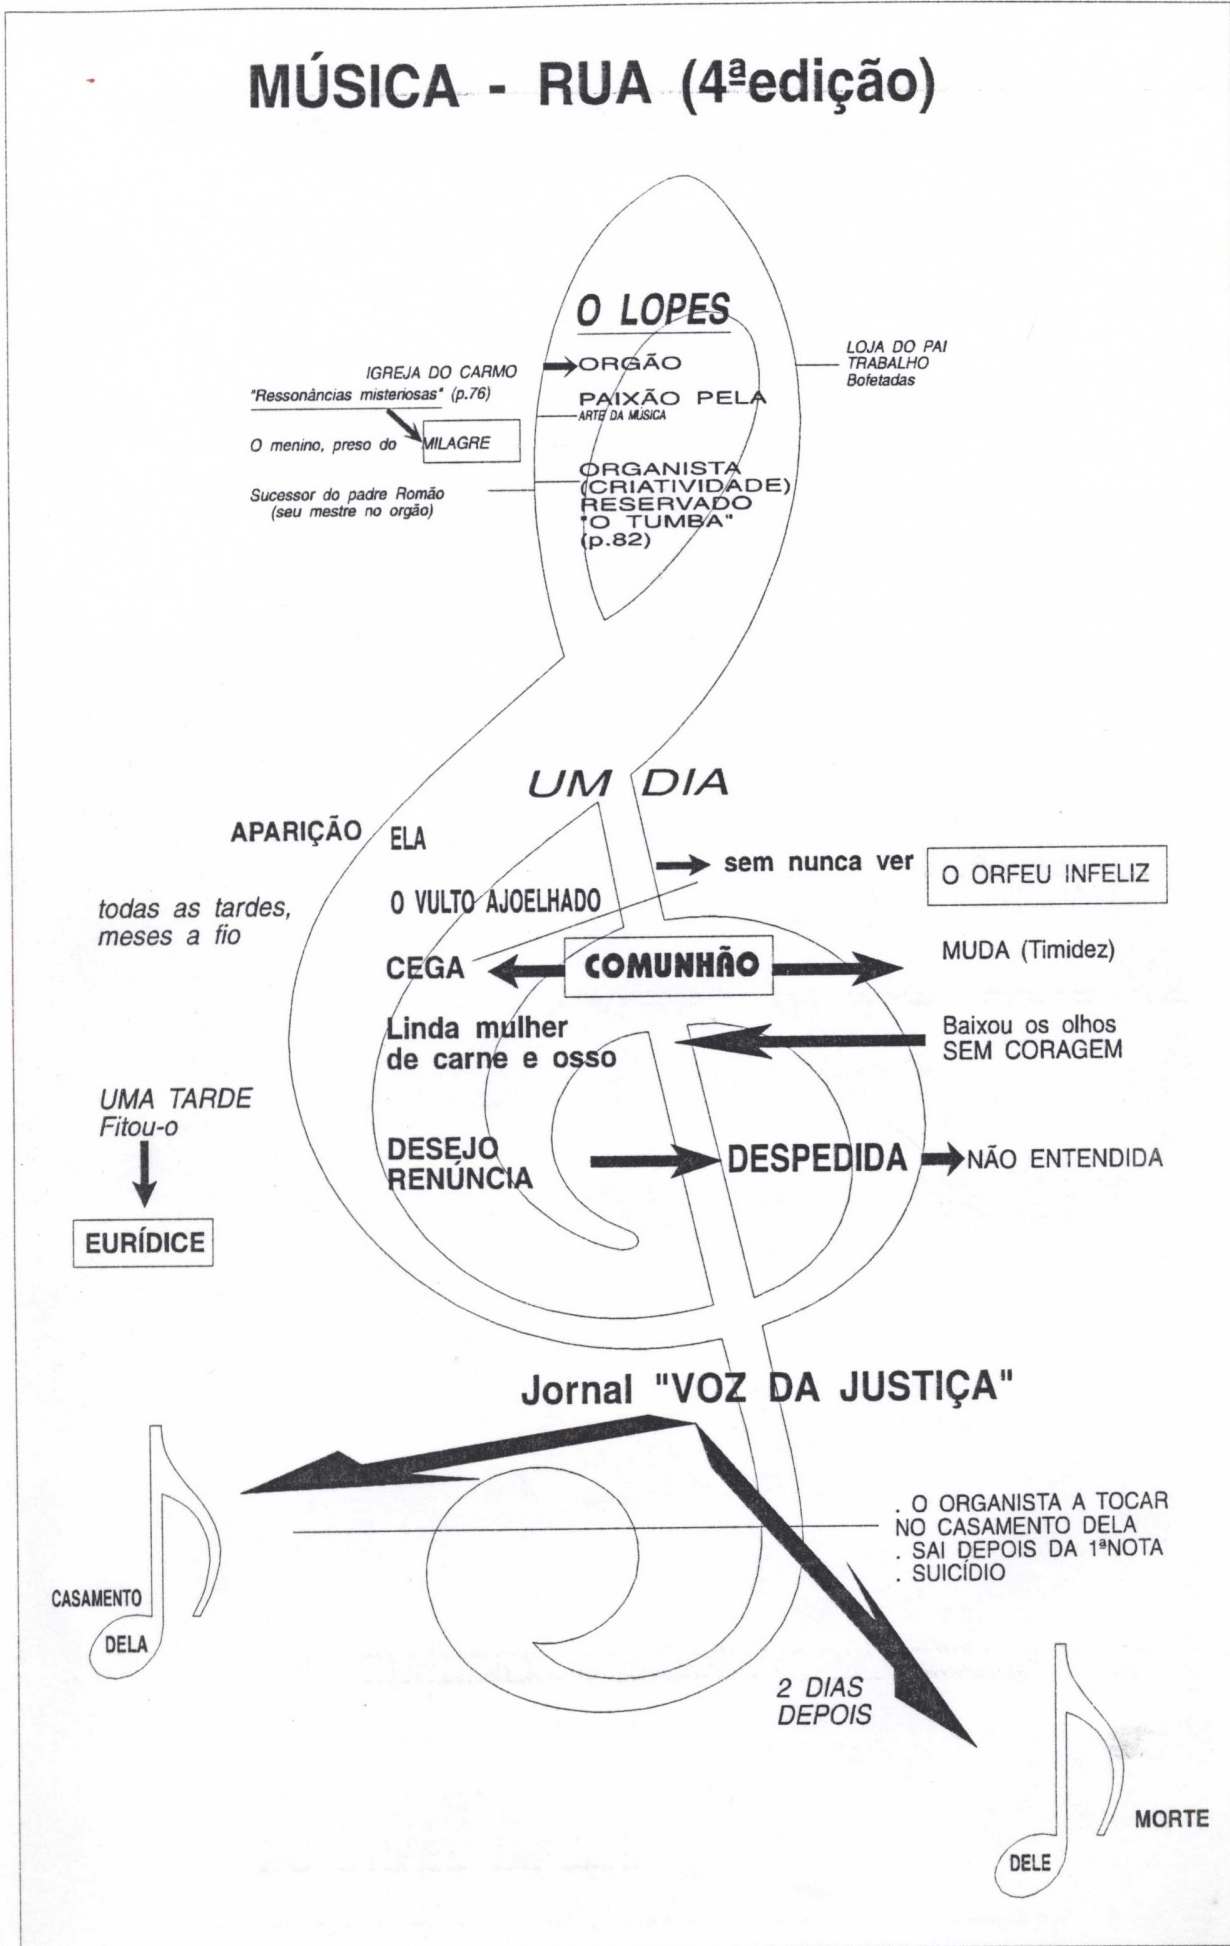 MÚSICA - RUA (4ªedição)
O LOPES
IGREJA DO CARMO
ORGÃO
LOJA DO PAI
TRABALHO
Bofetadas
"Ressonâncias misteriosas" (p.76)
PAIXÃO PELA
ARTE DA MÚSICA
O menino, preso do MILAGRE
ORGANISTA
(CRIATIVIDADE)
RESERVADO
"O TUMBA"
(p.82)
Sucessor do padre Romão
(seu mestre no orgão)
UM DIA
APARIÇÃO ELA
sem nunca ver O ORFEU INFELIZ
todas as tardes,
meses a fio
O VULTO AJOELHADO
CEGA COMUNHÃO MUDA (Timidez)
Linda mulher
de carne e osso
Baixou os olhos
SEM CORAGEM
UMA TARDE
Fitou-o
DESEJO
RENÚNCIA
DESPEDIDA NÃO ENTENDIDA
EURÍDICE
Jornal "VOZ DA JUSTIÇA"
. O ORGANISTA A TOCAR
NO CASAMENTO DELA
. SAI DEPOIS DA 1ªNOTA
. SUICÍDIO
CASAMENTO
DELA
2 DIAS
DEPOIS
MORTE
DELE